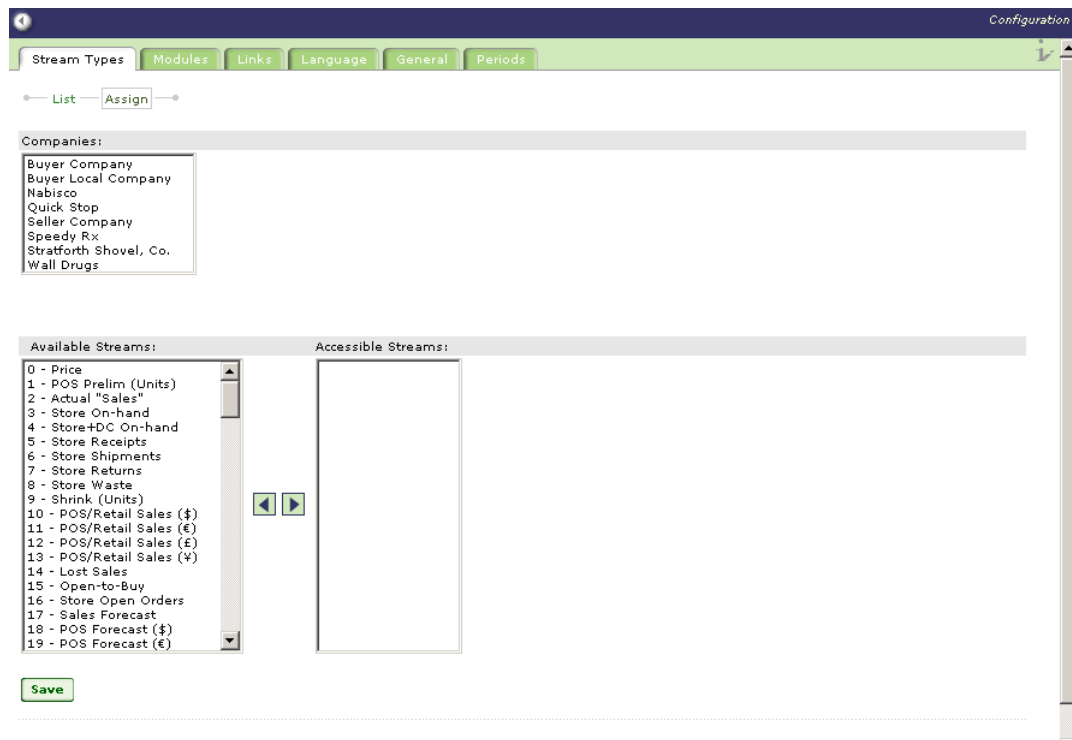 Configuration
Stream Types Modules Links Language General Periods
List Assign
Companies:
Buyer Company
Buyer Local Company
Nabisco
Quick Stop
Seller Company
Speedy Rx
Stratforth Shovel, Co.
Wall Drugs
Available Streams: Accessible Streams:
0 - Price
1 - POS Prelim (Units)
2 - Actual "Sales"
3 - Store On-hand
4 - Store+DC On-hand
5 - Store Receipts
6 - Store Shipments
7 - Store Returns
8 - Store Waste
9 - Shrink (Units)
10 - POS/Retail Sales ($)
11 - POS/Retail Sales (€)
12 - POS/Retail Sales (£)
13 - POS/Retail Sales (¥)
14 - Lost Sales
15 - Open-to-Buy
16 - Store Open Orders
17 - Sales Forecast
18 - POS Forecast ($)
19 - POS Forecast (€)
Save